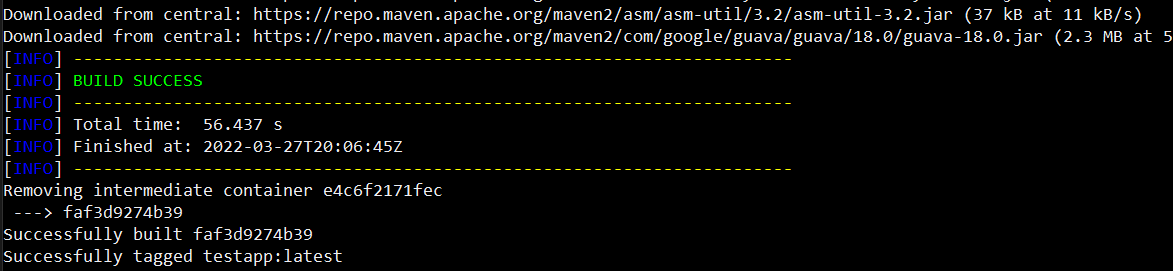 Downloaded from central: https://repo.maven.apache.org/maven2/asm/asm-util/3.2/asm-util-3.2.jar (37 kB at 11 kB/s)
Downloaded from central: https://repo.maven.apache.org/maven2/com/google/guava/guava/18.0/guava-18.0.jar (2.3 MB at 5
[INFO] ------------------------------------------------------------------------
[INFO] BUILD SUCCESS
[INFO] ------------------------------------------------------------------------
[INFO] Total time:  56.437 s
[INFO] Finished at: 2022-03-27T20:06:45Z
[INFO] ------------------------------------------------------------------------
Removing intermediate container e4c6f2171fec
 ---> faf3d9274b39
Successfully built faf3d9274b39
Successfully tagged testapp:latest